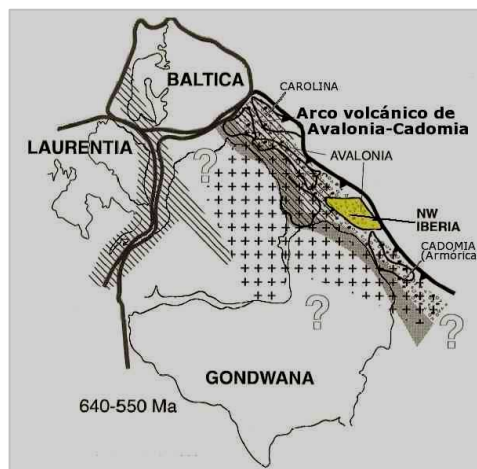 BALTICA
CAROLINA
Arco volcánico de
Avalonia-Cadomia
LAURENTIA
AVALONIA
?
NW
IBERIA
CADOMIA
(Armórica)
?
?
GONDWANA
640-550 Ma